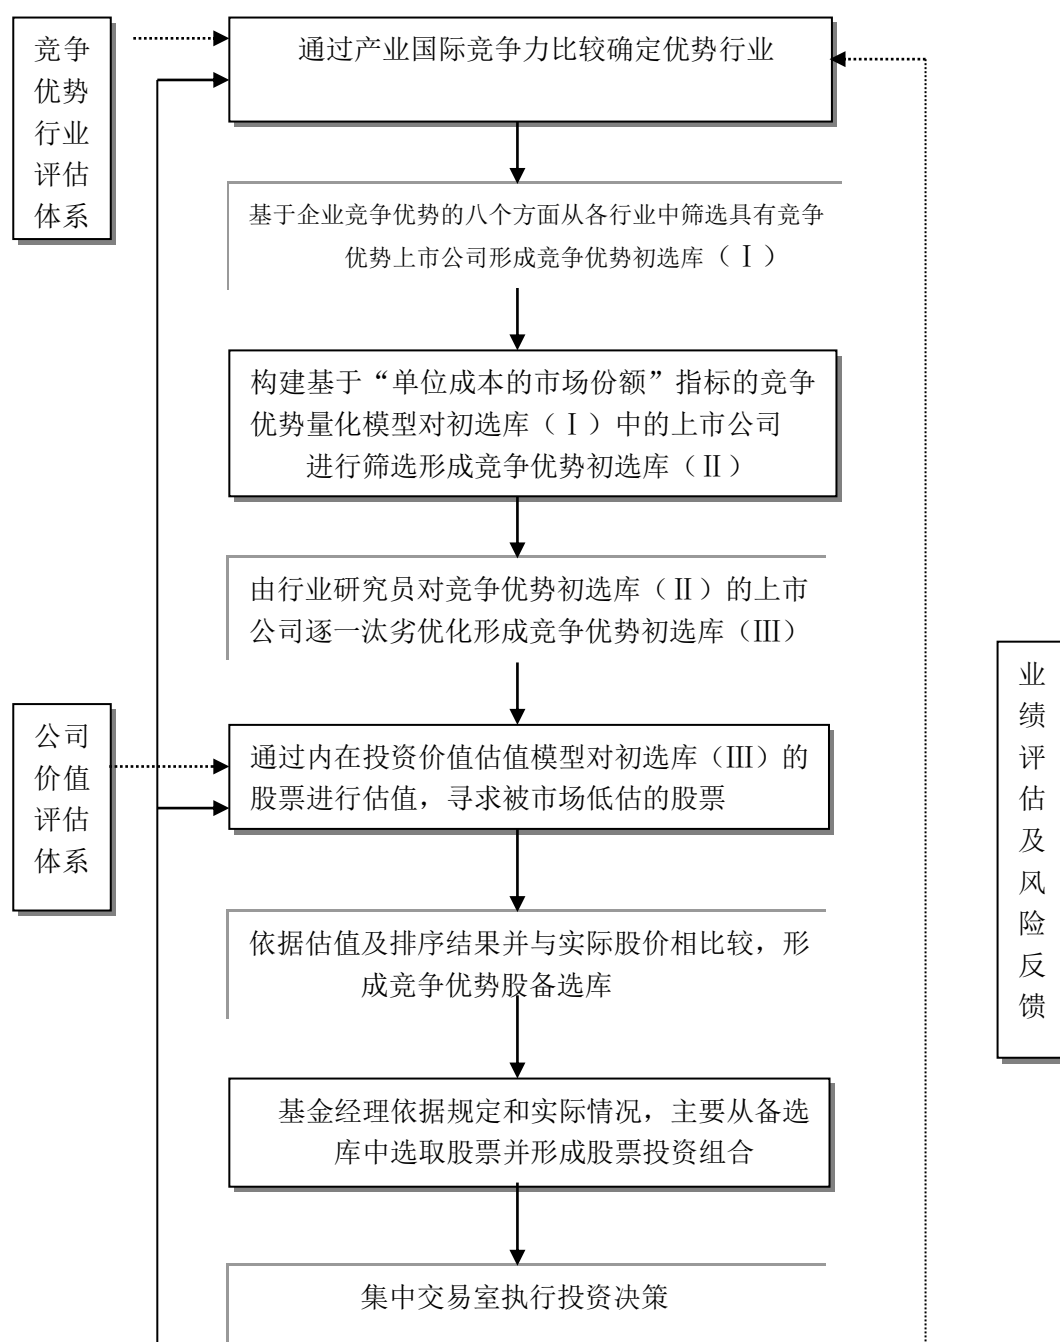 竞争
优势
行业
评估
体系
通过产业国际竞争力比较确定优势行业
基于企业竞争优势的八个方面从各行业中筛选具有竞争
优势上市公司形成竞争优势初选库（Ⅰ）
构建基于“单位成本的市场份额”指标的竞争
优势量化模型对初选库（Ⅰ）中的上市公司
进行筛选形成竞争优势初选库（Ⅱ）
由行业研究员对竞争优势初选库（Ⅱ）的上市
公司逐一汰劣优化形成竞争优势初选库（Ⅲ）
公司
价值
评估
体系
通过内在投资价值估值模型对初选库（Ⅲ）的
股票进行估值，寻求被市场低估的股票
依据估值及排序结果并与实际股价相比较，形
成竞争优势股备选库
基金经理依据规定和实际情况，主要从备选
库中选取股票并形成股票投资组合
集中交易室执行投资决策
业
绩
评
估
及
风
险
反
馈